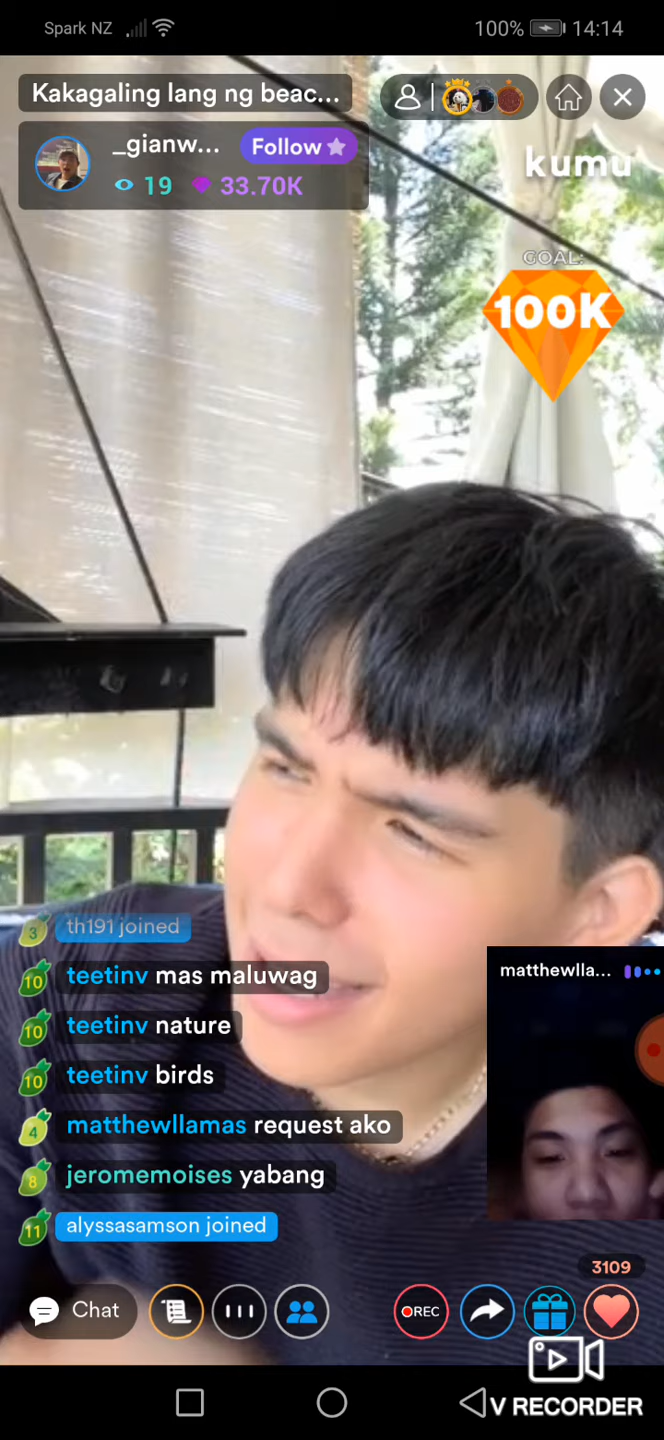 Spark NZ
100%
14:14
Kakagaling lang ng beac...
_gianw...
Follow
19
33.70K
kumu
GOAL:
100K
3 th191 joined
10 teetinv mas maluwag
10 teetinv nature
10 teetinv birds
4 matthewllamas request ako
8 jeromemoises yabang
11 alyssasamson joined
matthewlla...
3109
Chat
REC
V RECORDER